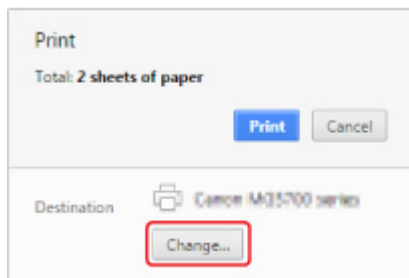 Print
Total: 2 sheets of paper
Print Cancel
Destination Canon MG5700 series
Change...